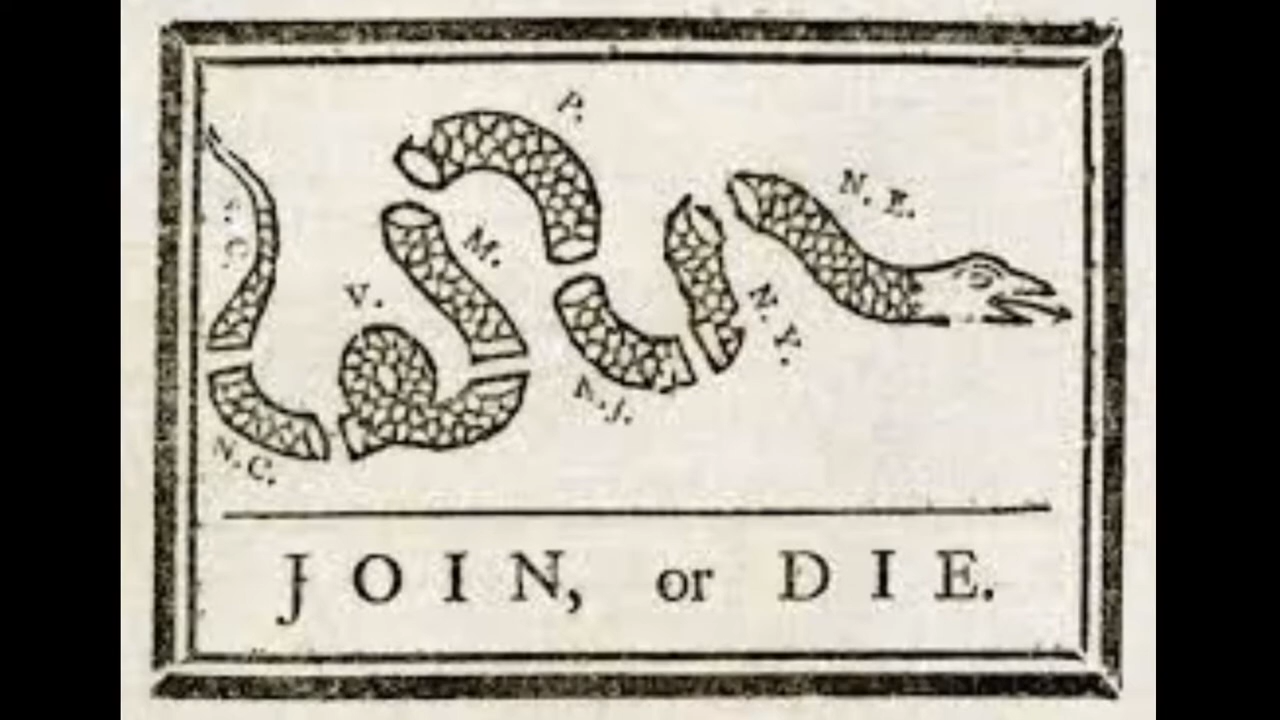 P.
N. E.
S. C.
M.
V.
N. Y.
N. J.
N. C.
JOIN, or DIE.